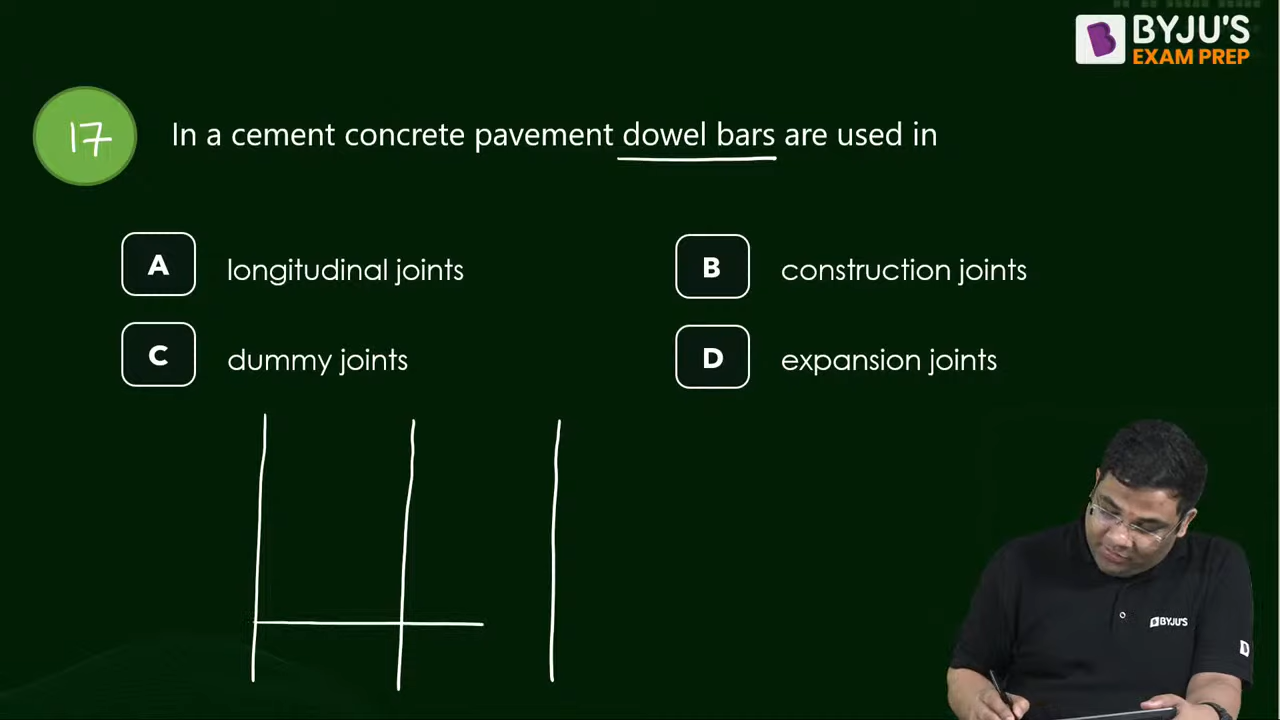 BYJU'S
EXAM PREP
17
In a cement concrete pavement dowel bars are used in
A
longitudinal joints
B
construction joints
C
dummy joints
D
expansion joints
BYJU'S
D